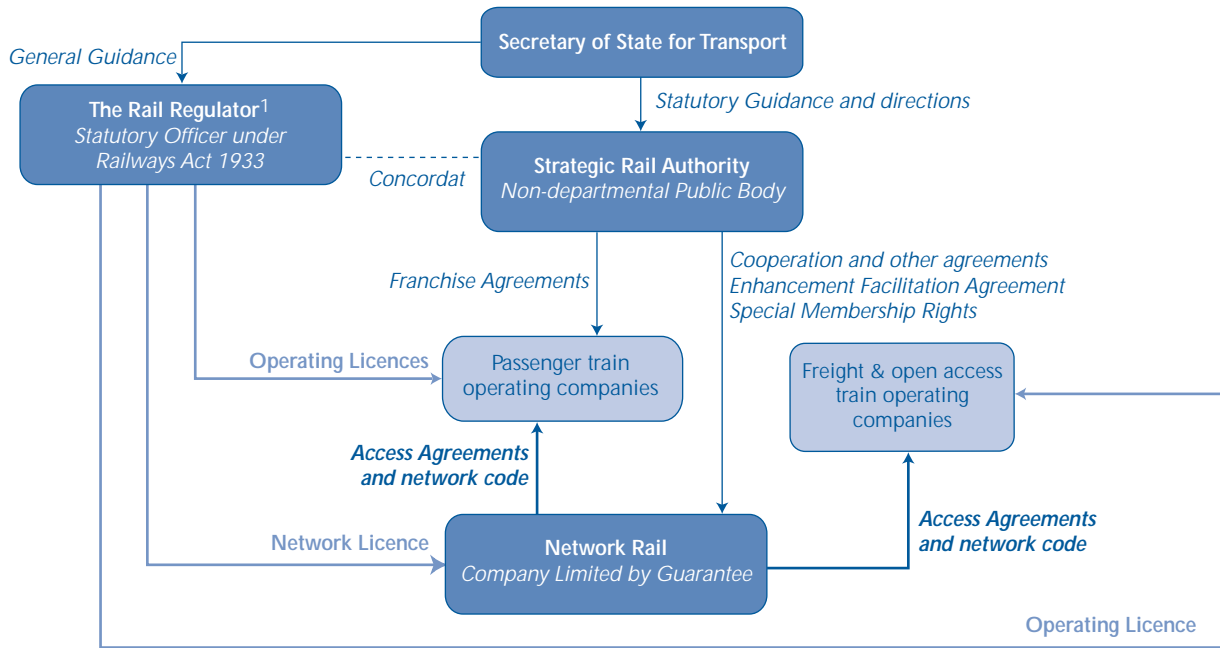 Secretary of State for Transport
General Guidance
The Rail Regulator1
Statutory Officer under
Railways Act 1933
Statutory Guidance and directions
Concordat
Strategic Rail Authority
Non-departmental Public Body
Franchise Agreements
Cooperation and other agreements
Enhancement Facilitation Agreement
Special Membership Rights
Operating Licences
Passenger train
operating companies
Freight & open access
train operating
companies
Access Agreements
and network code
Network Licence
Network Rail
Company Limited by Guarantee
Access Agreements
and network code
Operating Licence